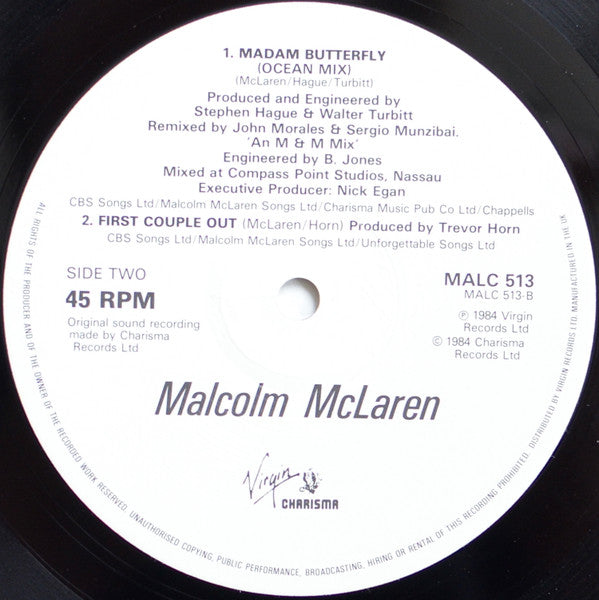 1. MADAM BUTTERFLY
(OCEAN MIX)
(McLaren/Hague/Turbitt)
Produced and Engineered by
Stephen Hague & Walter Turbitt
Remixed by John Morales & Sergio Munzibai.
'An M & M Mix'
Engineered by B. Jones
Mixed at Compass Point Studios, Nassau
Executive Producer: Nick Egan
CBS Songs Ltd/Malcolm McLaren Songs Ltd/Charisma Music Pub Co Ltd/Chappells
2. FIRST COUPLE OUT (McLaren/Horn) Produced by Trevor Horn
CBS Songs Ltd/Malcolm McLaren Songs Ltd/Unforgettable Songs Ltd
SIDE TWO
45 RPM
Original sound recording
made by Charisma
Records Ltd
MALC 513
MALC 513-B
℗ 1984 Virgin
Records Ltd
© 1984 Charisma
Records Ltd
Malcolm McLaren
Virgin
CHARISMA
ALL RIGHTS OF THE PRODUCER AND OF THE OWNER OF THE RECORDED WORK RESERVED. UNAUTHORISED COPYING, PUBLIC PERFORMANCE, BROADCASTING, HIRING OR RENTAL OF THIS RECORDING PROHIBITED. DISTRIBUTED BY VIRGIN RECORDS LTD. MANUFACTURED IN THE UK